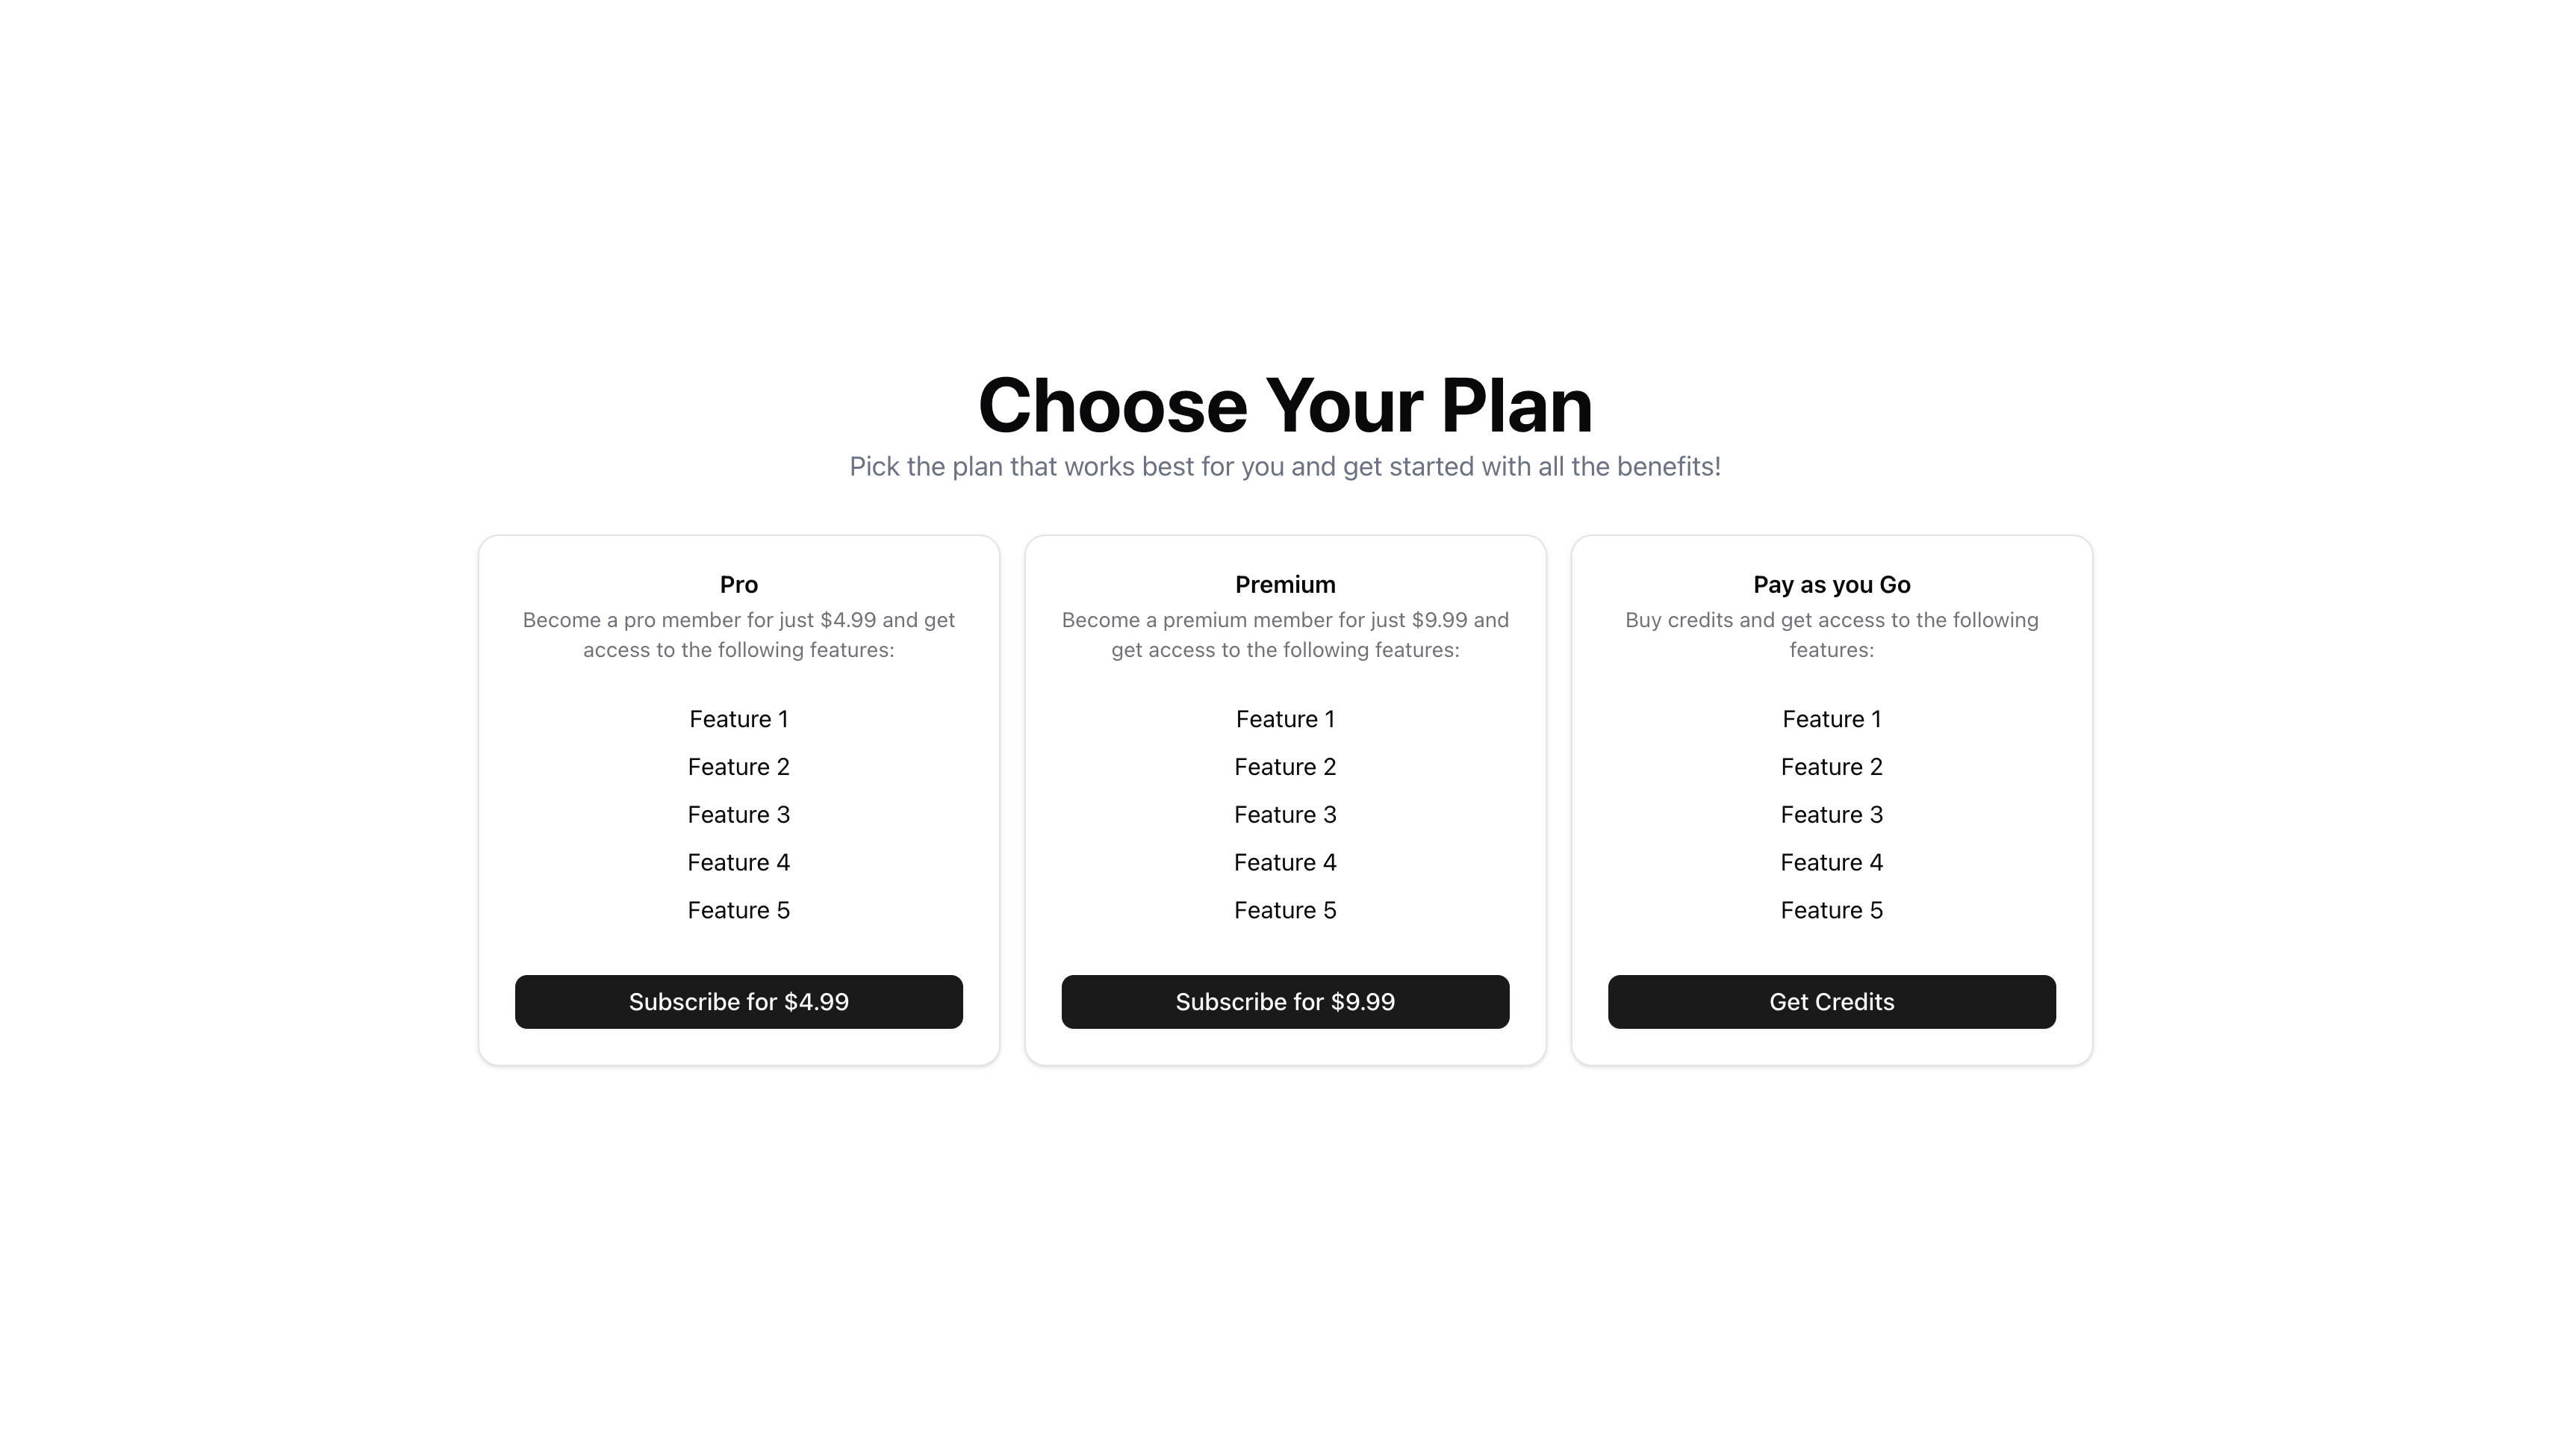 Choose Your Plan
Pick the plan that works best for you and get started with all the benefits!
Pro
Become a pro member for just $4.99 and get
access to the following features:
Feature 1
Feature 2
Feature 3
Feature 4
Feature 5
Subscribe for $4.99
Premium
Become a premium member for just $9.99 and
get access to the following features:
Feature 1
Feature 2
Feature 3
Feature 4
Feature 5
Subscribe for $9.99
Pay as you Go
Buy credits and get access to the following
features:
Feature 1
Feature 2
Feature 3
Feature 4
Feature 5
Get Credits